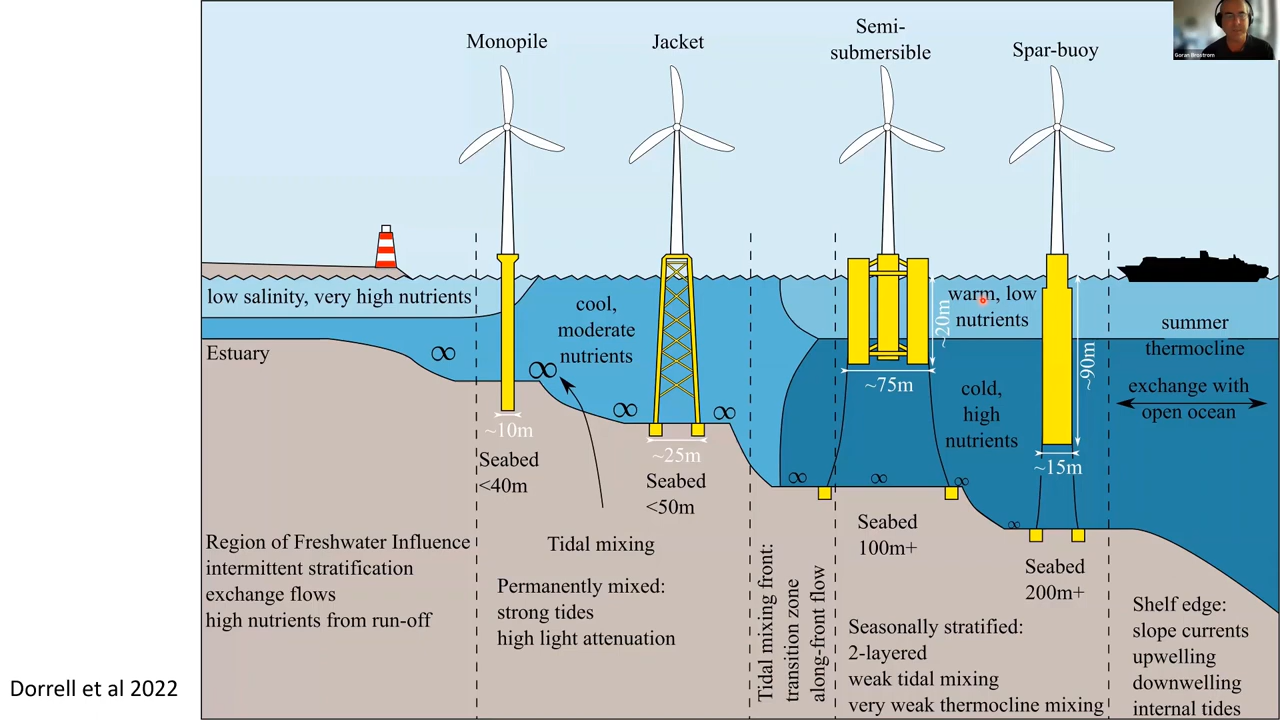 Monopile
Jacket
Semi-
submersible
Spar-buoy
Goran Broström
low salinity, very high nutrients
Estuary
cool,
moderate
nutrients
warm, low
nutrients
~20m
~75m
cold,
high
nutrients
~90m
~15m
summer
thermocline
exchange with
open ocean
~10m
Seabed
<40m
~25m
Seabed
<50m
Seabed
100m+
Seabed
200m+
Region of Freshwater Influence
intermittent stratification
exchange flows
high nutrients from run-off
Tidal mixing
Permanently mixed:
strong tides
high light attenuation
Tidal mixing front:
transition zone
along-front flow
Seasonally stratified:
2-layered
weak tidal mixing
very weak thermocline mixing
Shelf edge:
slope currents
upwelling
downwelling
internal tides
Dorrell et al 2022